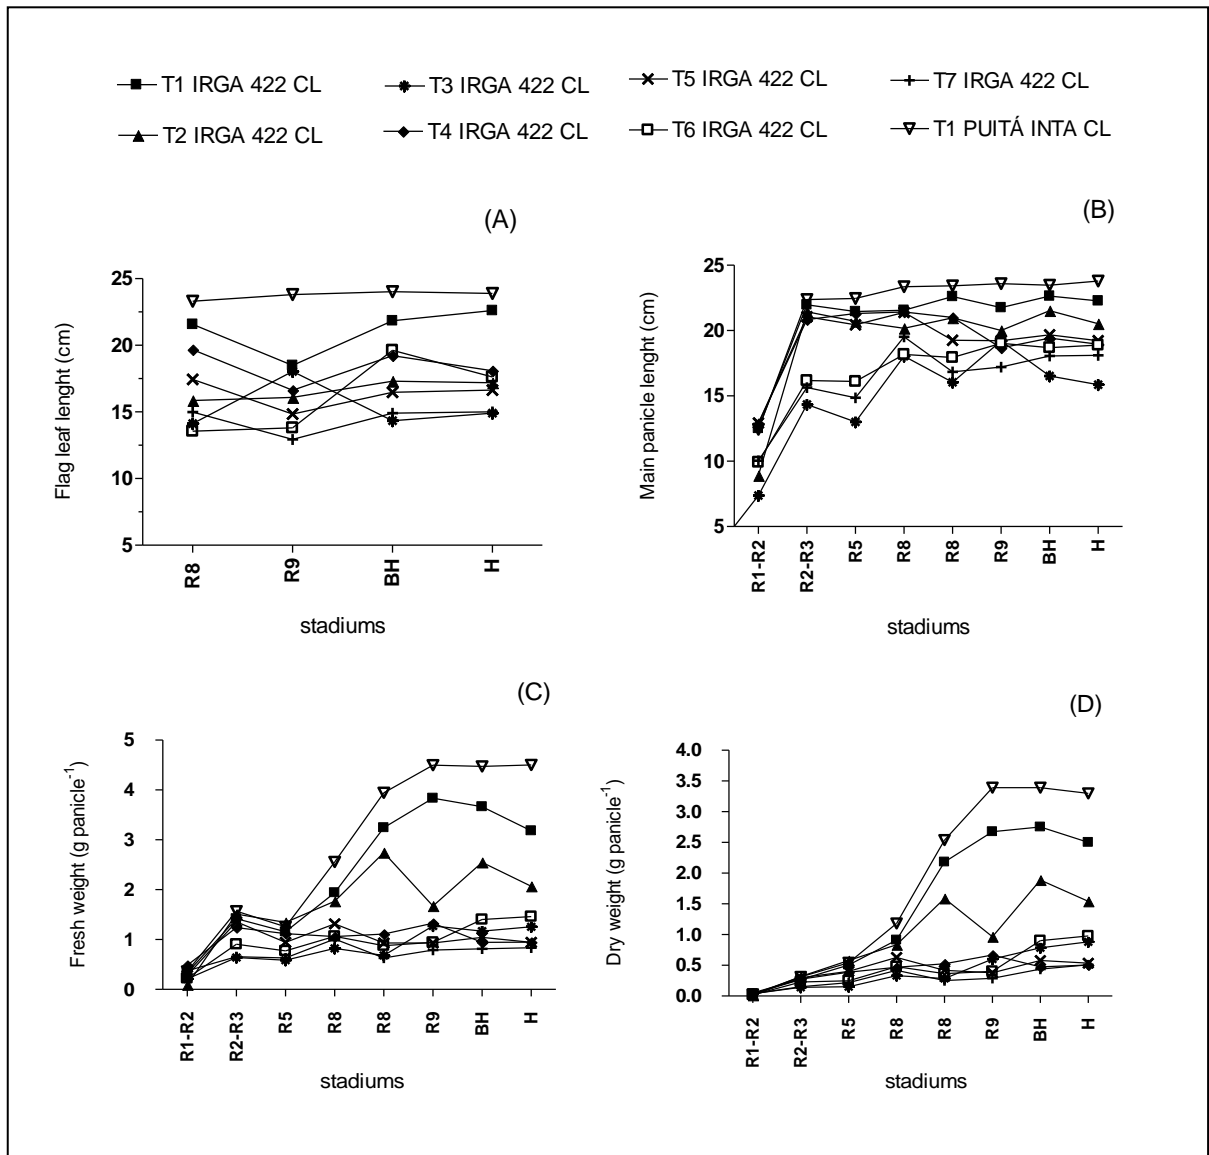 T1 IRGA 422 CL
T3 IRGA 422 CL
T5 IRGA 422 CL
T7 IRGA 422 CL
T2 IRGA 422 CL
T4 IRGA 422 CL
T6 IRGA 422 CL
T1 PUITÁ INTA CL
(A)
Flag leaf lenght (cm)
25
20
15
10
5
R8
R9
BH
H
stadiums
(B)
Main panicle lenght (cm)
25
20
15
10
5
R1-R2
R2-R3
R5
R8
R8
R9
BH
H
stadiums
(C)
Fresh weight (g panicle⁻¹)
5
4
3
2
1
0
R1-R2
R2-R3
R5
R8
R8
R9
BH
H
stadiums
(D)
Dry weight (g panicle⁻¹)
4.0
3.5
3.0
2.5
2.0
1.5
1.0
0.5
0.0
R1-R2
R2-R3
R5
R8
R8
R9
BH
H
stadiums